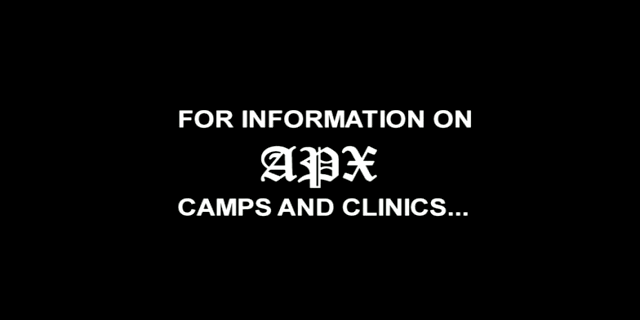 FOR INFORMATION ON
APX
CAMPS AND CLINICS...